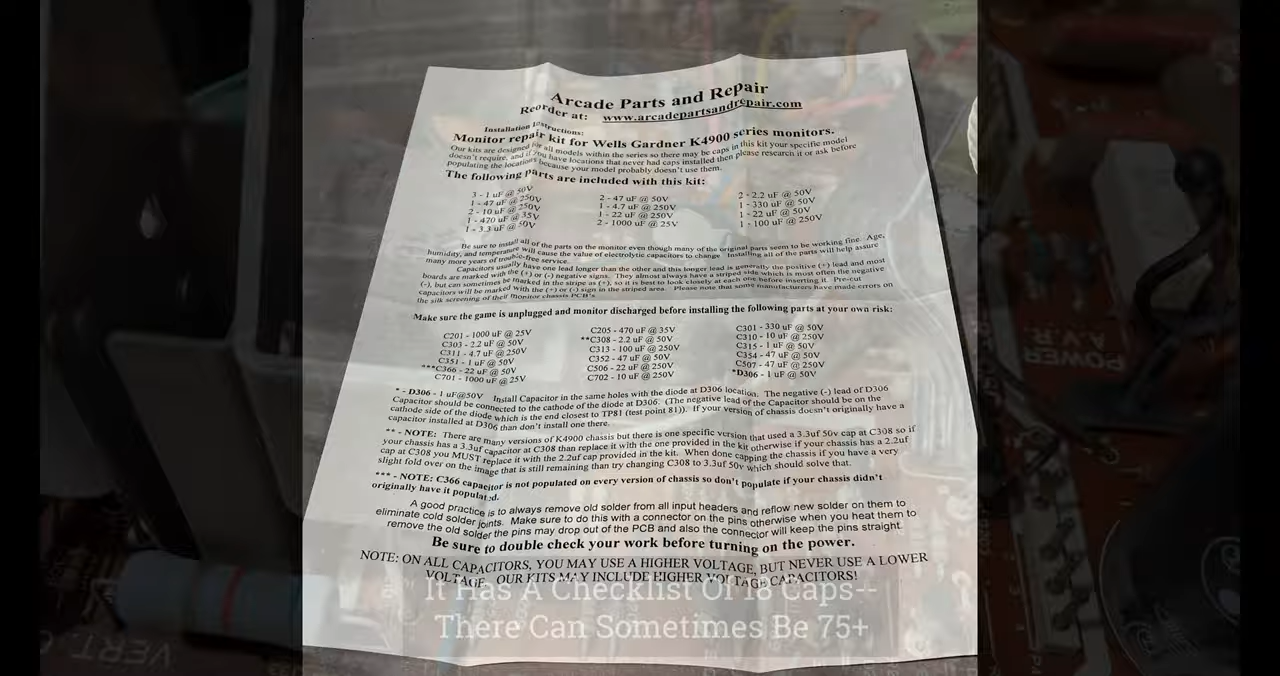 Arcade Parts and Repair
Reorder at: www.arcadepartsandrepair.com
Installation Instructions:
Monitor repair kit for Wells Gardner K4900 series monitors.
Our kits are designed for all models within the series so there may be caps in this kit your specific model
doesn't require, and if you have locations that never had caps installed then please research it or ask before
populating the locations because your model probably doesn't use them.
The following parts are included with this kit:
3 - 1 uF @ 50V
2 - 47 uF @ 50V
2 - 2.2 uF @ 50V
1 - 47 uF @ 250V
1 - 4.7 uF @ 250V
1 - 330 uF @ 50V
2 - 10 uF @ 250V
1 - 22 uF @ 250V
1 - 22 uF @ 50V
1 - 470 uF @ 35V
2 - 1000 uF @ 25V
1 - 100 uF @ 250V
1 - 3.3 uF @ 50V
Be sure to install all of the parts on the monitor even though many of the original parts seem to be working fine. Age,
humidity, and temperature will cause the value of electrolytic capacitors to change. Installing all of the parts will help assure
many more years of trouble-free service.
Capacitors usually have one lead longer than the other and this longer lead is generally the positive (+) lead and most
boards are marked with the (+) or (-) negative signs. They almost always have a striped side which is most often the negative
(-), but can sometimes be marked in the stripe as (+), so it is best to look closely at each one before inserting it. Pre-cut
capacitors will be marked with the (+) or (-) sign in the striped area. Please note that some manufacturers have made errors on
the silk screening of their monitor chassis PCB's
Make sure the game is unplugged and monitor discharged before installing the following parts at your own risk:
C201 - 1000 uF @ 25V
C205 - 470 uF @ 35V
C301 - 330 uF @ 50V
C303 - 2.2 uF @ 50V
**C308 - 2.2 uF @ 50V
C310 - 10 uF @ 250V
C311 - 4.7 uF @ 250V
C313 - 100 uF @ 250V
C315 - 1 uF @ 50V
C351 - 1 uF @ 50V
C352 - 47 uF @ 50V
C354 - 47 uF @ 50V
***C366 - 22 uF @ 50V
C506 - 22 uF @ 250V
C507 - 47 uF @ 250V
C701 - 1000 uF @ 25V
C702 - 10 uF @ 250V
*D306 - 1 uF @ 50V
* - D306 - 1 uF@50V Install Capacitor in the same holes with the diode at D306 location. The negative (-) lead of D306
Capacitor should be connected to the cathode of the diode at D306. (The negative lead of the Capacitor should be on the
cathode side of the diode which is the end closest to TP81 (test point 81)). If your version of chassis doesn't originally have a
capacitor installed at D306 than don't install one there.
** - NOTE: There are many versions of K4900 chassis but there is one specific version that used a 3.3uf 50v cap at C308 so if
your chassis has a 3.3uf capacitor at C308 than replace it with the one provided in the kit otherwise if your chassis has a 2.2uf
cap at C308 you MUST replace it with the 2.2uf cap provided in the kit. When done capping the chassis if you have a very
slight fold over on the image that is still remaining than try changing C308 to 3.3uf 50v which should solve that.
*** - NOTE: C366 capacitor is not populated on every version of chassis so don't populate if your chassis didn't
originally have it populated.
A good practice is to always remove old solder from all input headers and reflow new solder on them to
eliminate cold solder joints. Make sure to do this with a connector on the pins otherwise when you heat them to
remove the old solder the pins may drop out of the PCB and also the connector will keep the pins straight.
Be sure to double check your work before turning on the power.
NOTE: ON ALL CAPACITORS, YOU MAY USE A HIGHER VOLTAGE, BUT NEVER USE A LOWER
VOLTAGE. OUR KITS MAY INCLUDE HIGHER VOLTAGE CAPACITORS!
It Has A Checklist Of 18 Caps--
There Can Sometimes Be 75+
POWER
VERT.